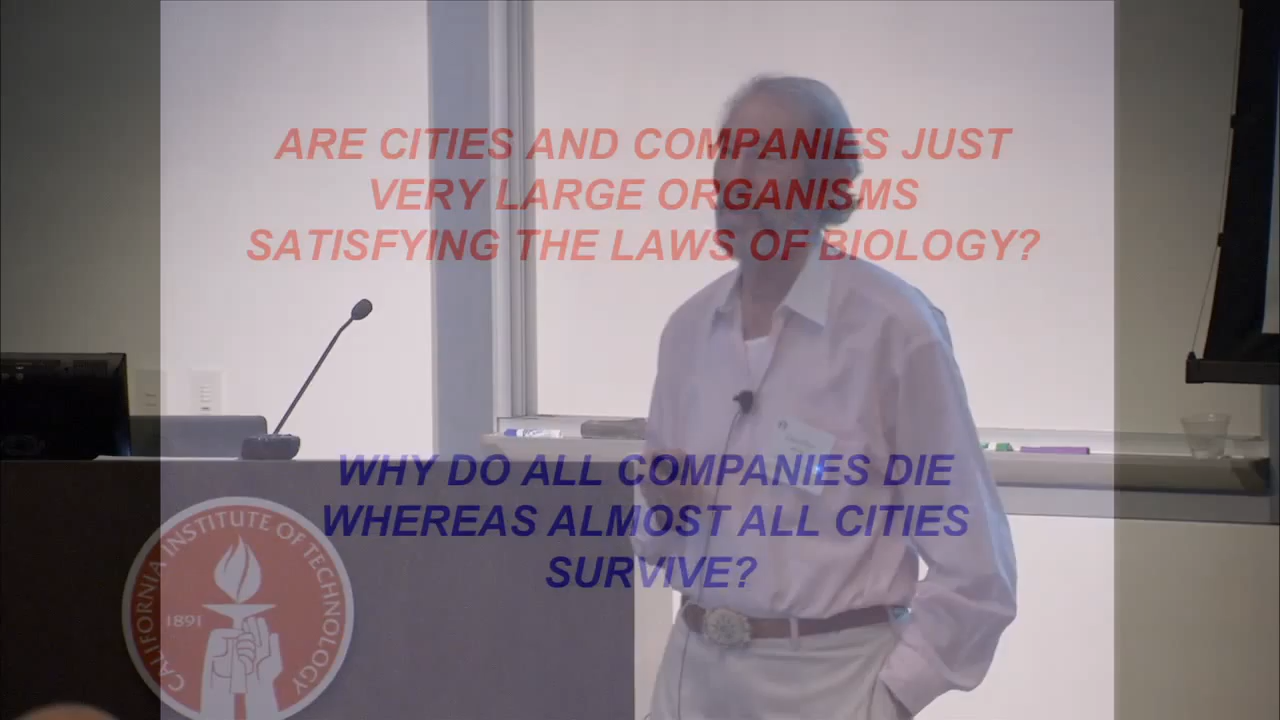 ARE CITIES AND COMPANIES JUST
VERY LARGE ORGANISMS
SATISFYING THE LAWS OF BIOLOGY?
WHY DO ALL COMPANIES DIE
WHEREAS ALMOST ALL CITIES
SURVIVE?
CALIFORNIA INSTITUTE OF TECHNOLOGY
1891